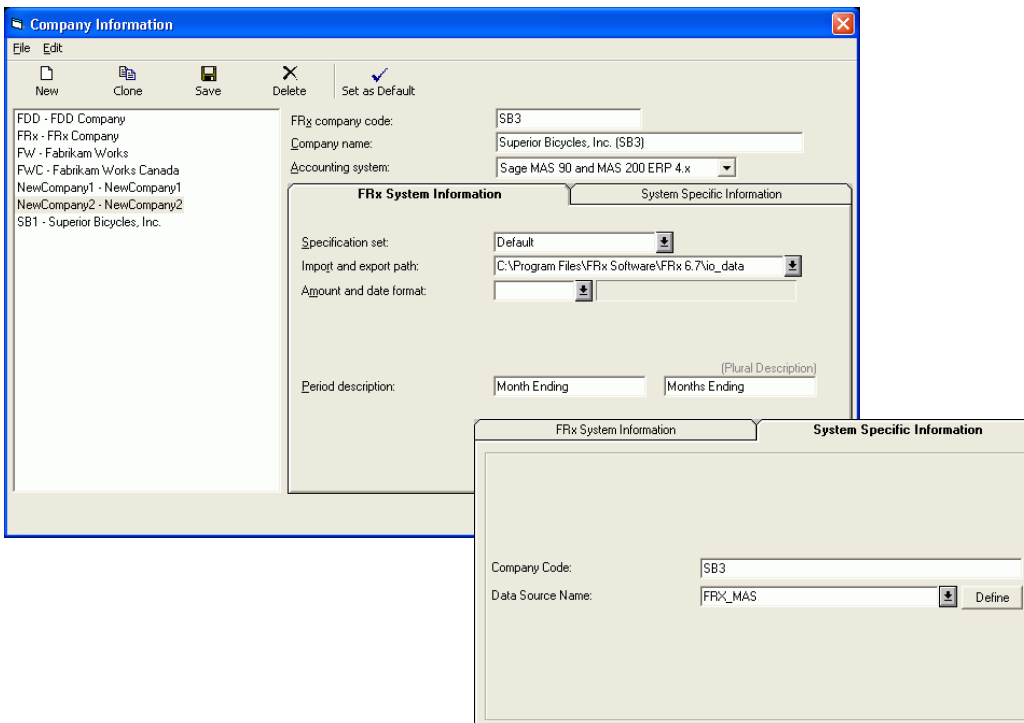 Company Information
File Edit
New Clone Save Delete Set as Default
FDD - FDD Company
FRx - FRx Company
FW - Fabrikam Works
FWC - Fabrikam Works Canada
NewCompany1 - NewCompany1
NewCompany2 - NewCompany2
SB1 - Superior Bicycles, Inc.
FRx company code: SB3
Company name: Superior Bicycles, Inc. (SB3)
Accounting system: Sage MAS 90 and MAS 200 ERP 4.x
FRx System Information System Specific Information
Specification set: Default
Import and export path: C:\Program Files\FRx Software\FRx 6.7\io_data
Amount and date format:
(Plural Description)
Period description: Month Ending Months Ending
FRx System Information System Specific Information
Company Code: SB3
Data Source Name: FRX_MAS Define